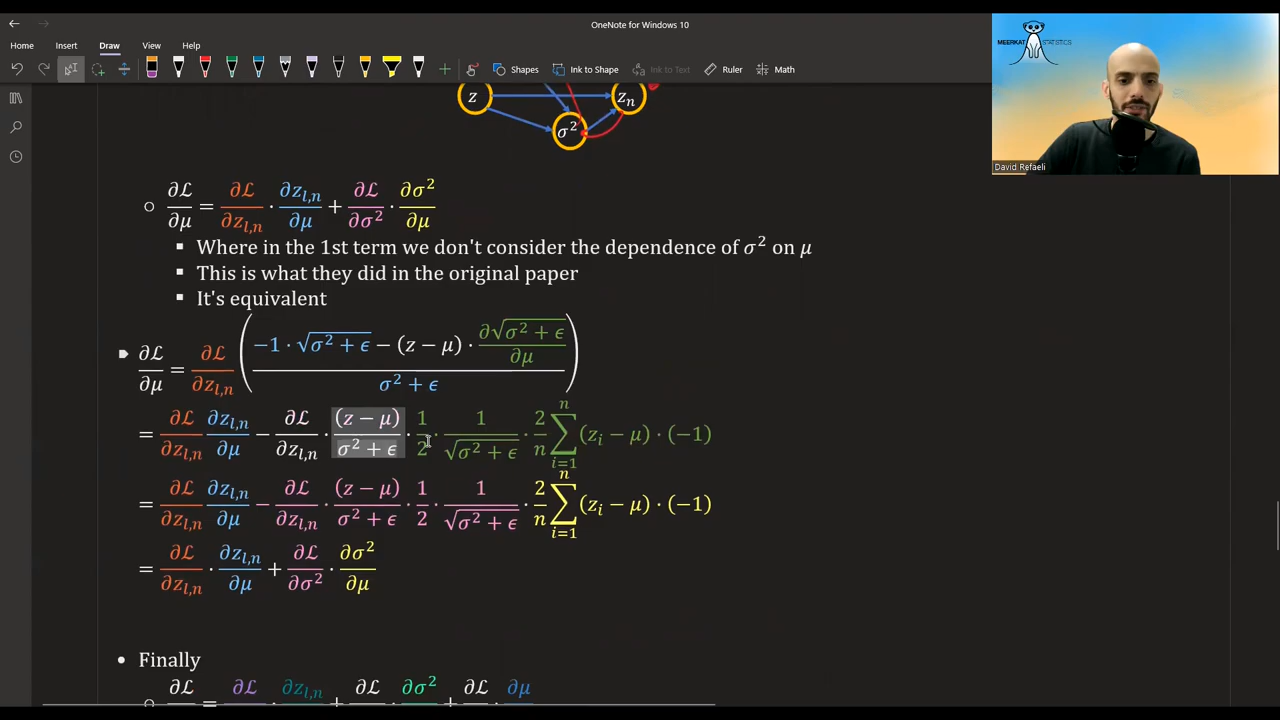 OneNote for Windows 10
MEERKAT STATISTICS
Home Insert Draw View Help
Shapes Ink to Shape Ink to Text Ruler Math
David Refaeli
z z_n
σ²
∂ℒ/∂μ = ∂ℒ/∂z_{l,n} · ∂z_{l,n}/∂μ + ∂ℒ/∂σ² · ∂σ²/∂μ
Where in the 1st term we don't consider the dependence of σ² on μ
This is what they did in the original paper
It's equivalent
∂ℒ/∂μ = ∂ℒ/∂z_{l,n} ( (−1 · √(σ² + ϵ) − (z − μ) · ∂√(σ² + ϵ)/∂μ) / (σ² + ϵ) )
= ∂ℒ/∂z_{l,n} ∂z_{l,n}/∂μ − ∂ℒ/∂z_{l,n} · (z − μ)/(σ² + ϵ) · 1/2 · 1/√(σ² + ϵ) · 2/n ∑_{i=1}^{n} (z_i − μ) · (−1)
= ∂ℒ/∂z_{l,n} ∂z_{l,n}/∂μ − ∂ℒ/∂z_{l,n} · (z − μ)/(σ² + ϵ) · 1/2 · 1/√(σ² + ϵ) · 2/n ∑_{i=1}^{n} (z_i − μ) · (−1)
= ∂ℒ/∂z_{l,n} · ∂z_{l,n}/∂μ + ∂ℒ/∂σ² · ∂σ²/∂μ
Finally
∂ℒ = ∂ℒ · ∂z_{l,n} + ∂ℒ · ∂σ² + ∂ℒ · ∂μ